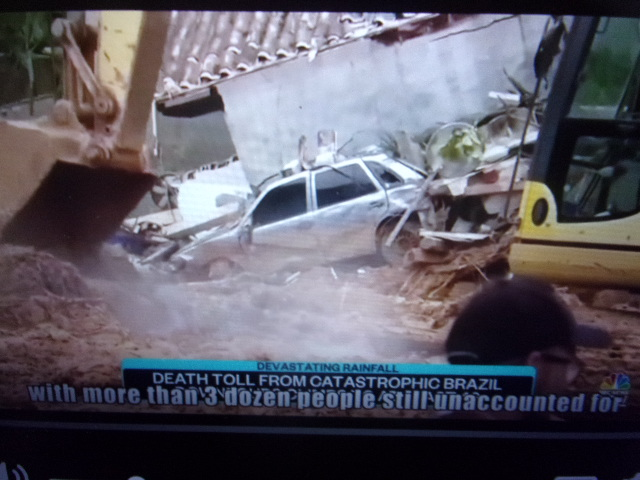 DEVASTATING RAINFALL
DEATH TOLL FROM CATASTROPHIC BRAZIL
with more than 3 dozen people still unaccounted for